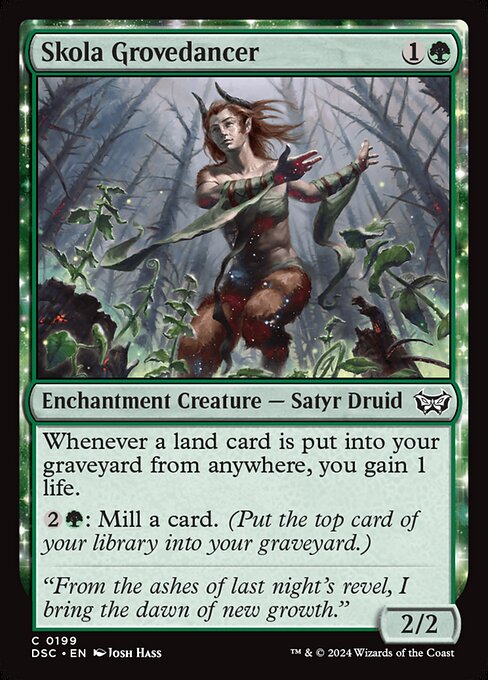 Skola Grovedancer 1
Enchantment Creature — Satyr Druid
Whenever a land card is put into your
graveyard from anywhere, you gain 1
life.
2 : Mill a card. (Put the top card of
your library into your graveyard.)
“From the ashes of last night’s revel, I
bring the dawn of new growth.”
2/2
C 0199
DSC • EN Josh Hass ™ & © 2024 Wizards of the Coast